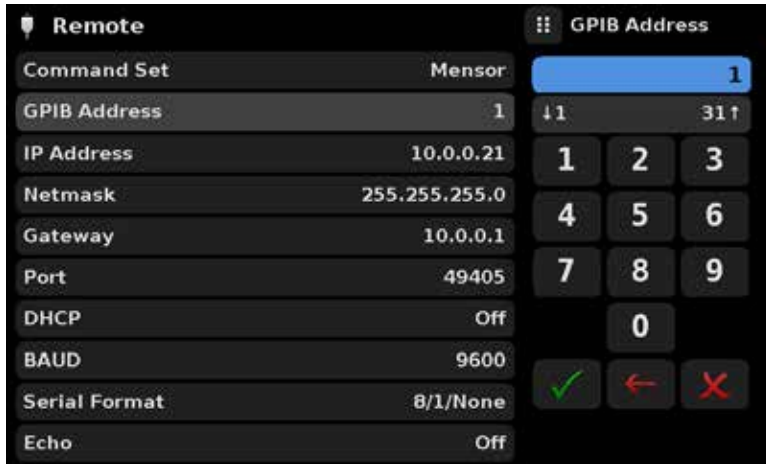 Remote
Command Set Mensor
GPIB Address 1
IP Address 10.0.0.21
Netmask 255.255.255.0
Gateway 10.0.0.1
Port 49405
DHCP Off
BAUD 9600
Serial Format 8/1/None
Echo Off
GPIB Address
1
↓1 31↑
1 2 3
4 5 6
7 8 9
0